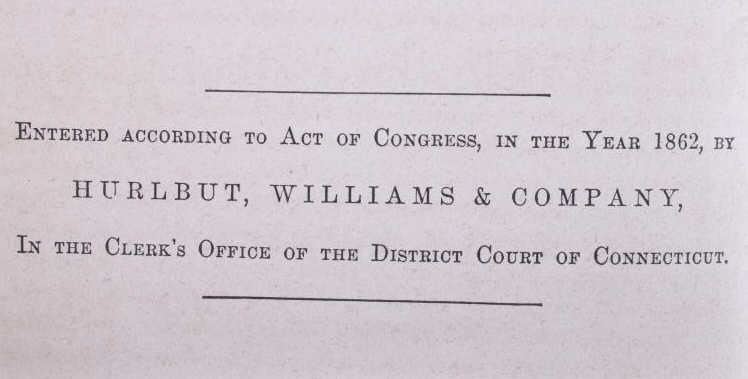 Entered according to Act of Congress, in the Year 1862, by
HURLBUT, WILLIAMS & COMPANY,
In the Clerk's Office of the District Court of Connecticut.